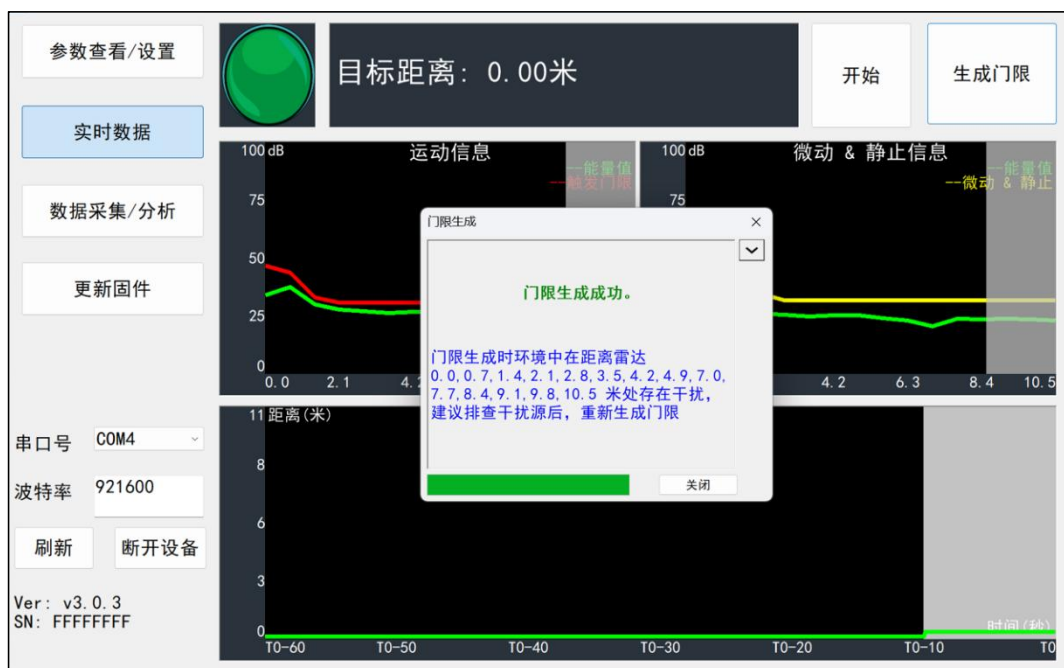 参数查看/设置
实时数据
数据采集/分析
更新固件
串口号 COM4
波特率 921600
刷新 断开设备
Ver: v3.0.3
SN: FFFFFFFF
目标距离: 0.00米
开始
生成门限
100 dB 运动信息
--能量值
--触发门限
75
50
25
0
0.0 2.1 4.
100 dB 微动 & 静止信息
--能量值
--微动 & 静止
75
4.2 6.3 8.4 10.5
门限生成
门限生成成功。
门限生成时环境中在距离雷达
0.0,0.7,1.4,2.1,2.8,3.5,4.2,4.9,7.0,
7.7,8.4,9.1,9.8,10.5 米处存在干扰,
建议排查干扰源后, 重新生成门限
关闭
11 距离(米)
8
6
3
0
时间(秒)
T0-60 T0-50 T0-40 T0-30 T0-20 T0-10 T0